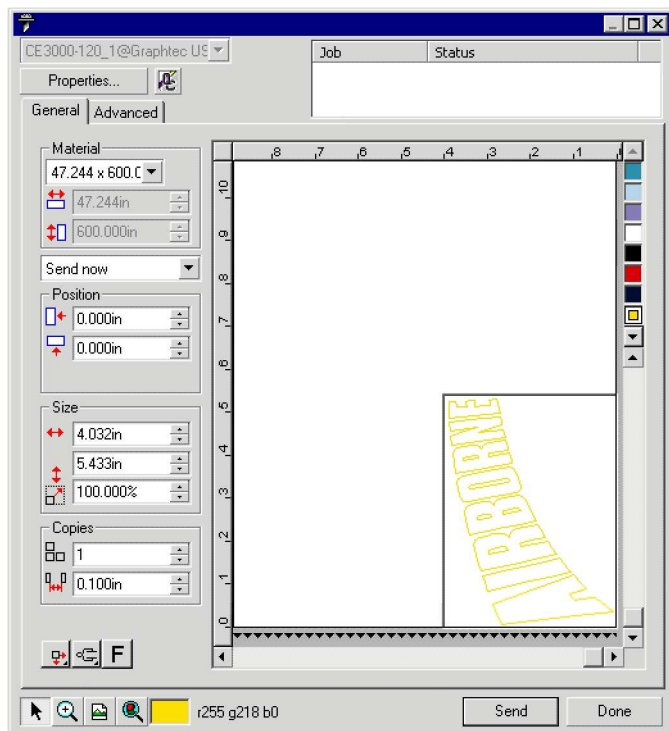 CE3000-120_1@Graphtec US
Job Status
Properties...
General Advanced
Material
47.244 x 600.0
47.244in
600.000in
Send now
Position
0.000in
0.000in
Size
4.032in
5.433in
100.000%
Copies
1
0.100in
F
8 7 6 5 4 3 2 1
10
9
8
7
6
5
4
3
2
1
0
AIRBORNE
r255 g218 b0
Send Done